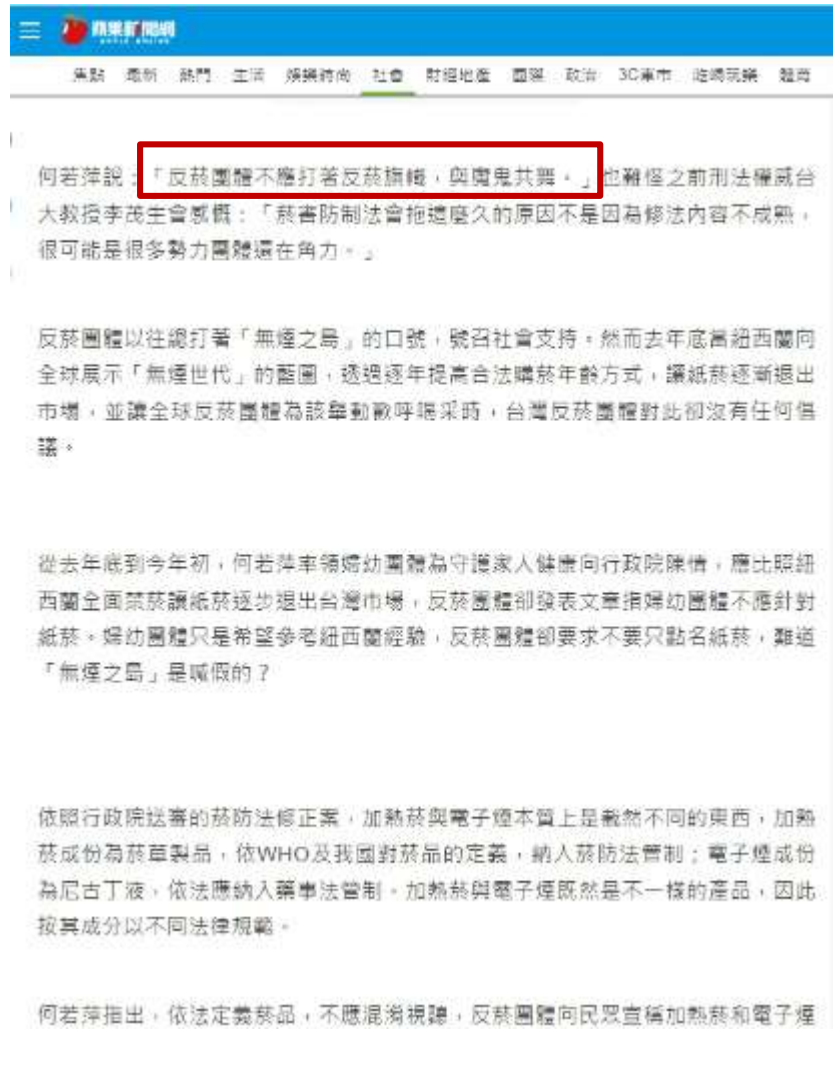 蘋果新聞網
焦點 最新 熱門 生活 娛樂時尚 社會 財經地產 國際 政治 3C車市 吃喝玩樂 體育
何若萍說:「反菸團體不應打著反菸旗幟,與魔鬼共舞。」也難怪之前刑法權威台
大教授李茂生會感慨:「菸害防制法會拖這麼久的原因不是因為修法內容不成熟,
很可能是很多勢力團體還在角力。」
反菸團體以往總打著「無煙之島」的口號,號召社會支持。然而去年底當紐西蘭向
全球展示「無煙世代」的藍圖,透過逐年提高合法購菸年齡方式,讓紙菸逐漸退出
市場,並讓全球反菸團體為該舉動歡呼喝采時,台灣反菸團體對此卻沒有任何倡
議。
從去年底到今年初,何若萍率領婦幼團體為守護家人健康向行政院陳情,應比照紐
西蘭全面禁菸讓紙菸逐步退出台灣市場,反菸團體卻發表文章指婦幼團體不應針對
紙菸。婦幼團體只是希望參考紐西蘭經驗,反菸團體卻要求不要只點名紙菸,難道
「無煙之島」是喊假的?
依照行政院送審的菸防法修正案,加熱菸與電子煙本質上是截然不同的東西,加熱
菸成份為菸草製品,依WHO及我國對菸品的定義,納入菸防法管制;電子煙成份
為尼古丁液,依法應納入藥事法管制。加熱菸與電子煙既然是不一樣的產品,因此
按其成分以不同法律規範。
何若萍指出,依法定義菸品,不應混淆視聽,反菸團體向民眾宣稱加熱菸和電子煙